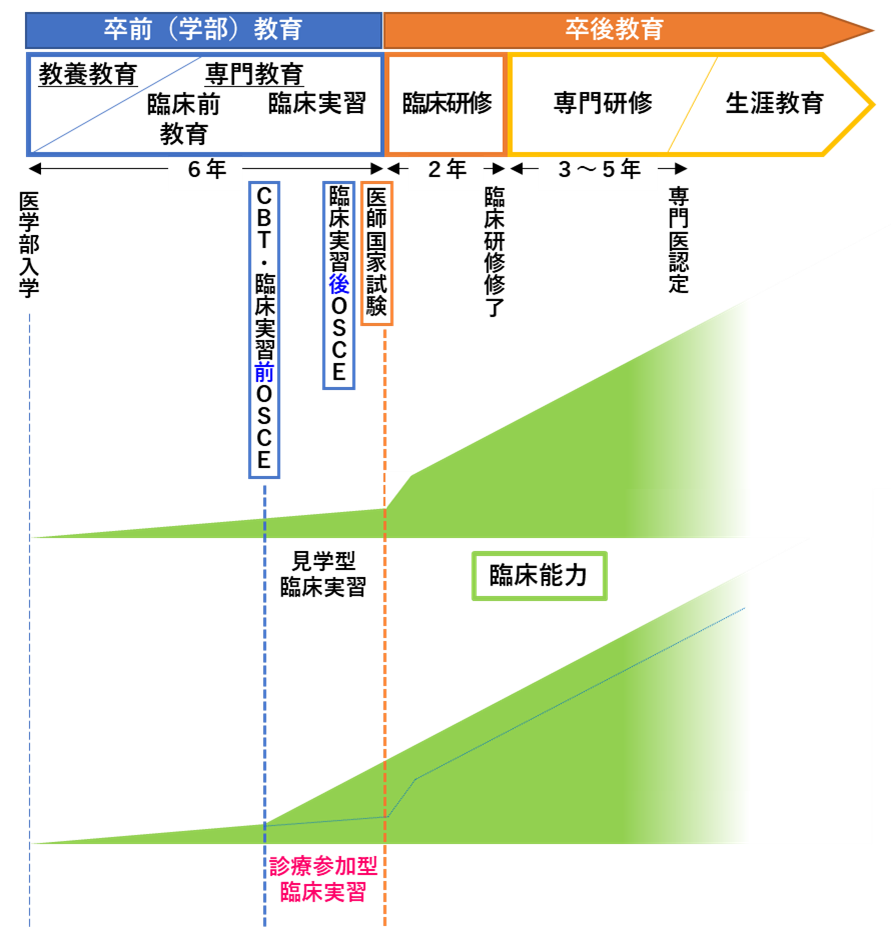 卒前（学部）教育
卒後教育
教養教育
専門教育
臨床前
教育
臨床実習
臨床研修
専門研修
生涯教育
6年
2年
3～5年
医学部入学
CBT・臨床実習前OSCE
臨床実習後OSCE
医師国家試験
臨床研修修了
専門医認定
見学型
臨床実習
臨床能力
診療参加型
臨床実習